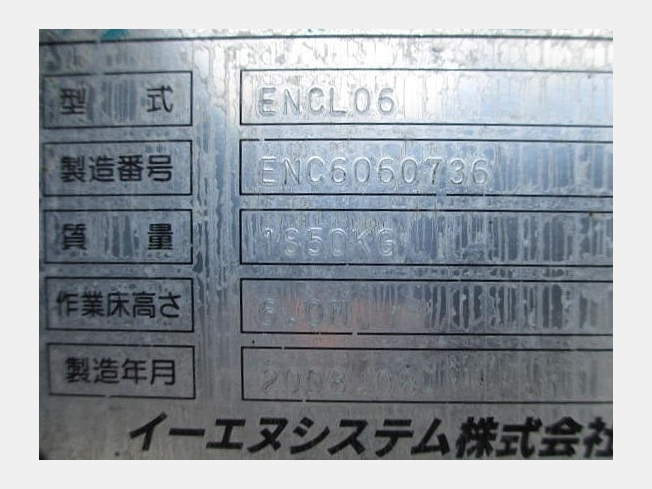 型式 ENCL06
製造番号 ENC6060736
質量
作業床高さ
製造年月
イーエヌシステム株式会社